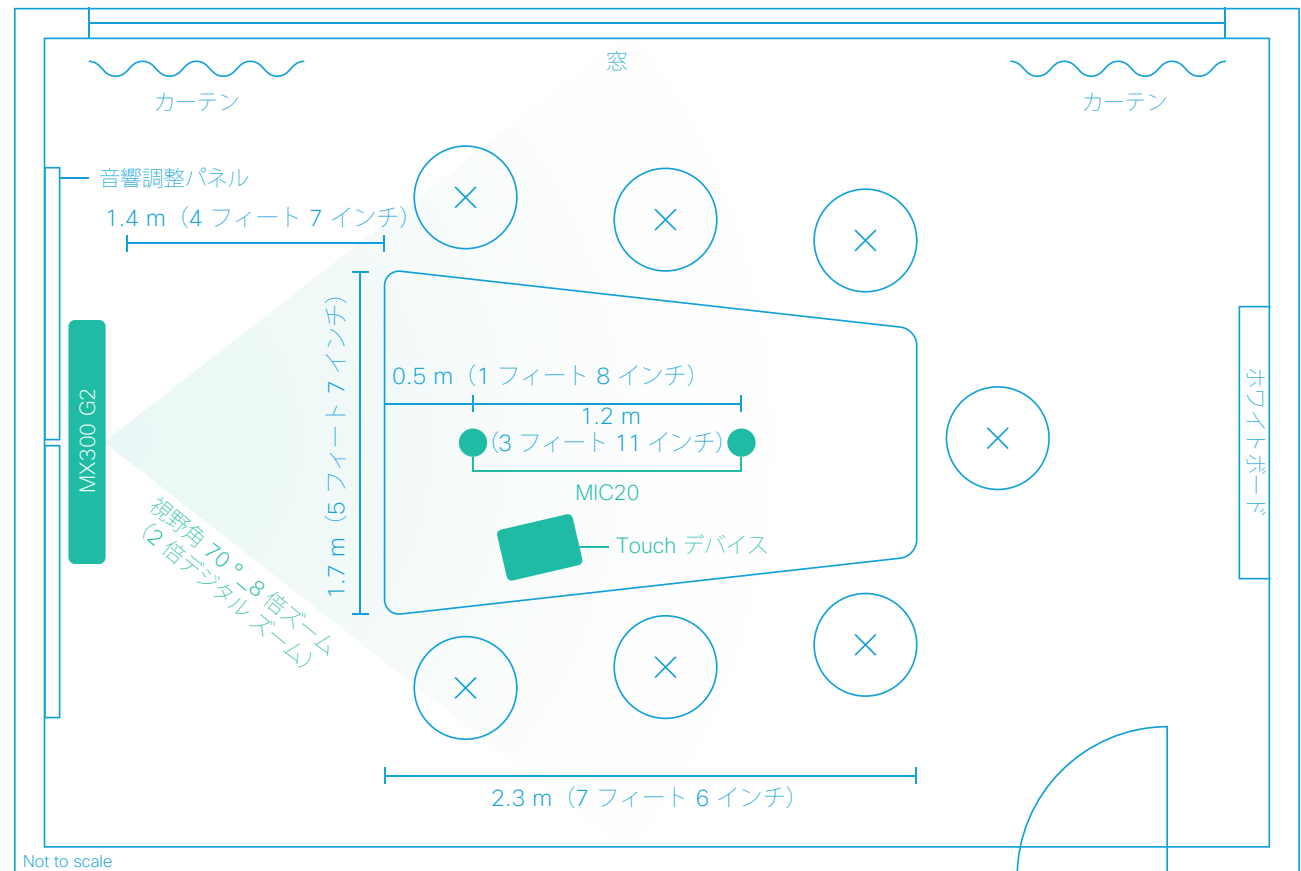 窓
カーテン
カーテン
音響調整パネル
1.4 m（4 フィート 7 インチ）
MX300 G2
視野角 70°_8 倍ズーム
（2 倍デジタル ズーム）
1.7 m（5 フィート 7 インチ）
0.5 m（1 フィート 8 インチ）
1.2 m
（3 フィート 11 インチ）
MIC20
Touch デバイス
ホワイトボード
2.3 m（7 フィート 6 インチ）
Not to scale